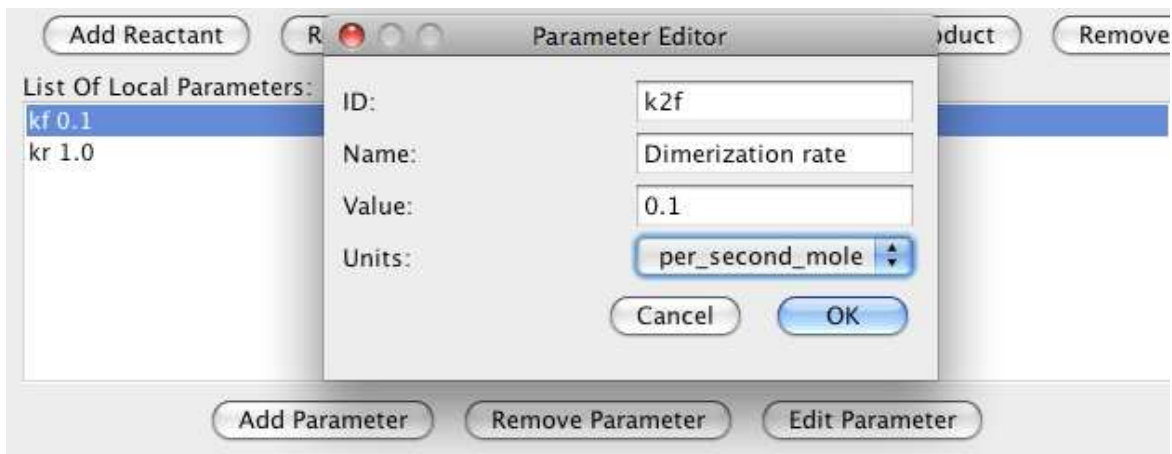 Add Reactant
R
Parameter Editor
duct
Remove
List Of Local Parameters:
kf 0.1
kr 1.0
ID:
k2f
Name:
Dimerization rate
Value:
0.1
Units:
per_second_mole
Cancel
OK
Add Parameter
Remove Parameter
Edit Parameter